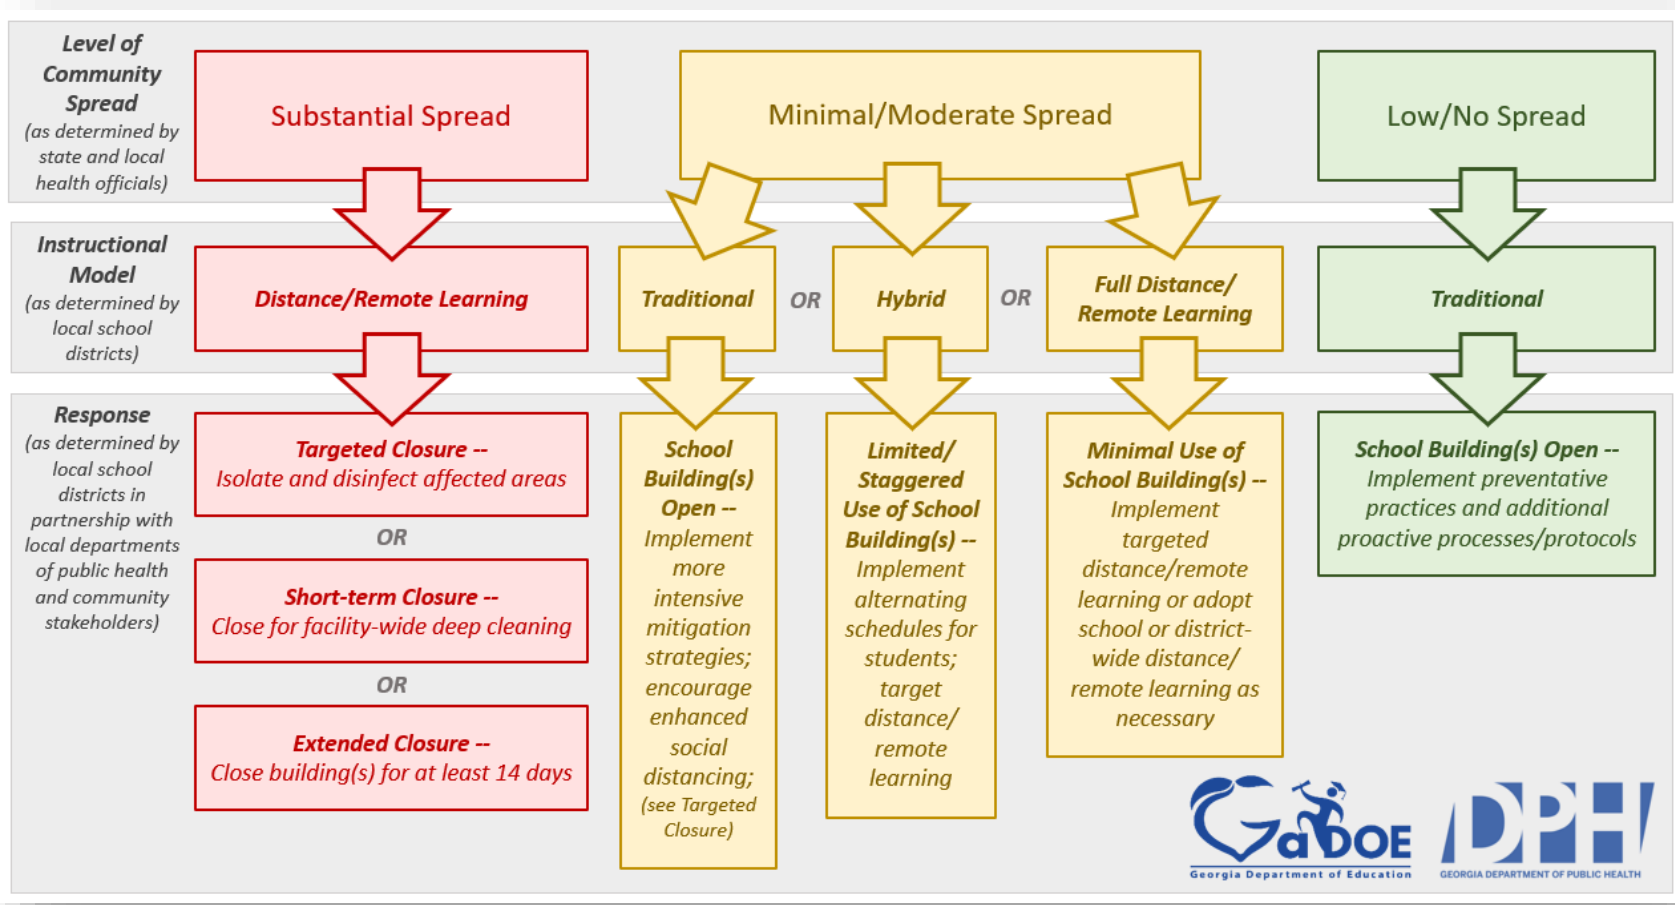 Level of
Community
Spread
(as determined by
state and local
health officials)
Substantial Spread
Minimal/Moderate Spread
Low/No Spread
Instructional
Model
(as determined by
local school
districts)
Distance/Remote Learning
Traditional
OR
Hybrid
OR
Full Distance/
Remote Learning
Traditional
Response
(as determined by
local school
districts in
partnership with
local departments
of public health
and community
stakeholders)
Targeted Closure --
Isolate and disinfect affected areas
OR
Short-term Closure --
Close for facility-wide deep cleaning
OR
Extended Closure --
Close building(s) for at least 14 days
School
Building(s)
Open --
Implement
more
intensive
mitigation
strategies;
encourage
enhanced
social
distancing;
(see Targeted
Closure)
Limited/
Staggered
Use of School
Building(s) --
Implement
alternating
schedules for
students;
target
distance/
remote
learning
Minimal Use of
School Building(s) --
Implement
targeted
distance/remote
learning or adopt
school or district-
wide distance/
remote learning as
necessary
School Building(s) Open --
Implement preventative
practices and additional
proactive processes/protocols
GaDOE
Georgia Department of Education
DPH
GEORGIA DEPARTMENT OF PUBLIC HEALTH